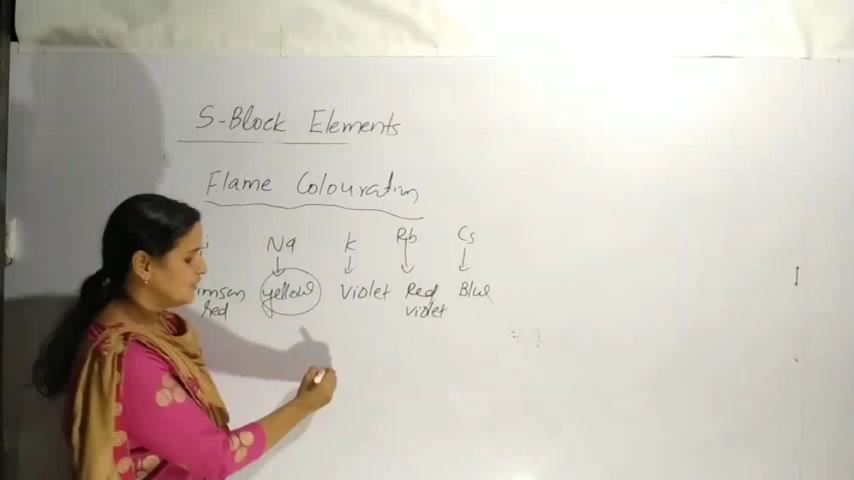 S-Block Elements
Flame Colouration
i Na K Rb Cs
imson yellow Violet Red Blue
red violet
= ?